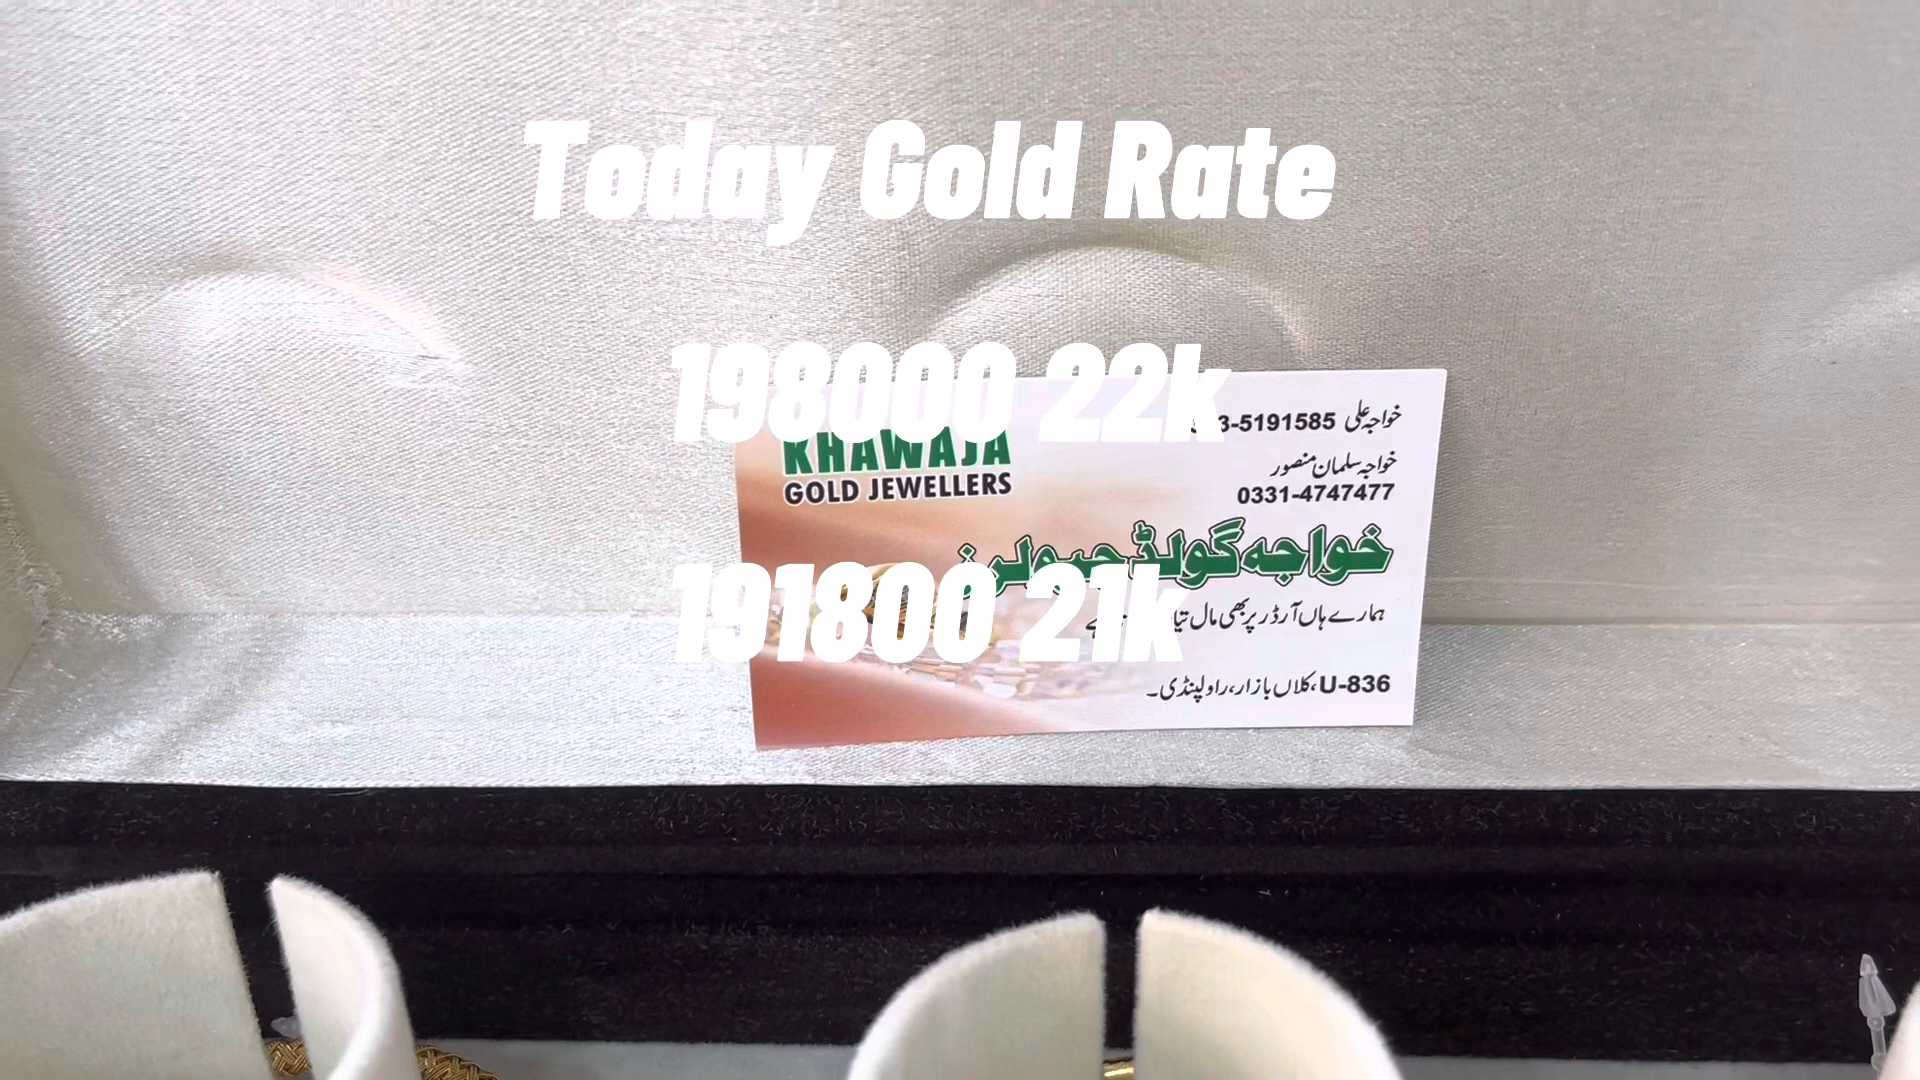 Today Gold Rate
198000 22k
KHAWAJA
GOLD JEWELLERS
خواجہ علی 3-5191585
خواجہ سلمان منصور
0331-4747477
خواجہ گولڈ جیولرز
191800 21k
ہمارے ہاں آرڈر پر بھی مال
U-836، کلاں بازار، راولپنڈی۔